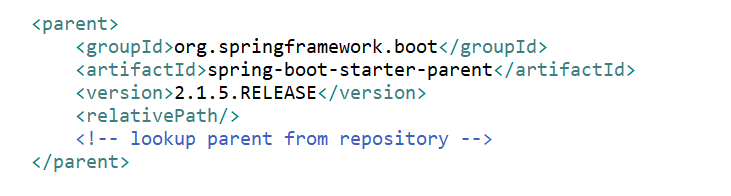 <parent>
<groupId>org.springframework.boot</groupId>
<artifactId>spring-boot-starter-parent</artifactId>
<version>2.1.5.RELEASE</version>
<relativePath/>
<!-- lookup parent from repository -->
</parent>